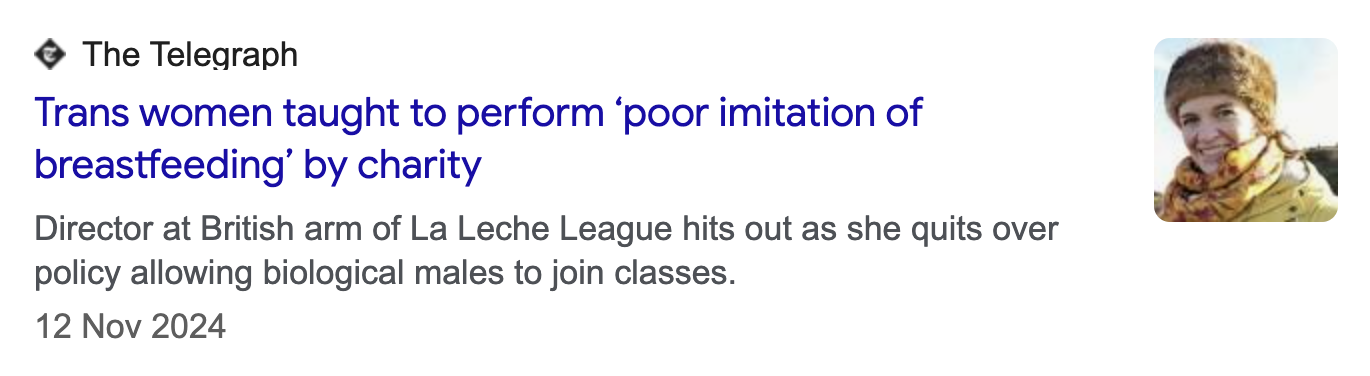 The Telegraph
Trans women taught to perform ‘poor imitation of
breastfeeding’ by charity
Director at British arm of La Leche League hits out as she quits over
policy allowing biological males to join classes.
12 Nov 2024